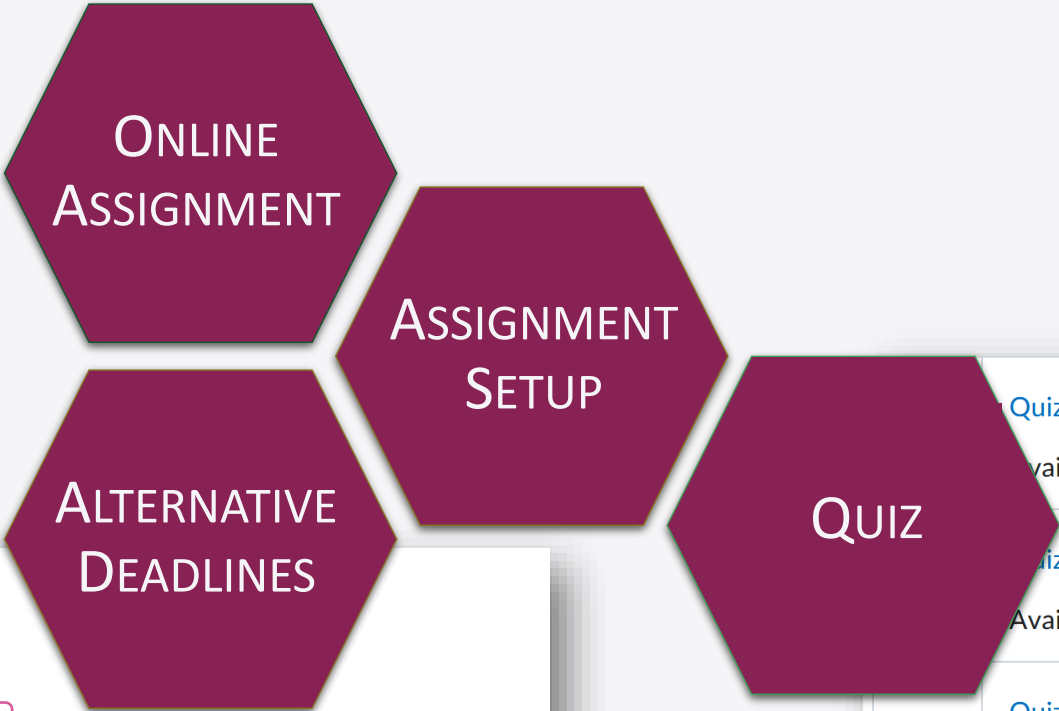 Online
Assignment
Assignment
Setup
Alternative
Deadlines
Quiz